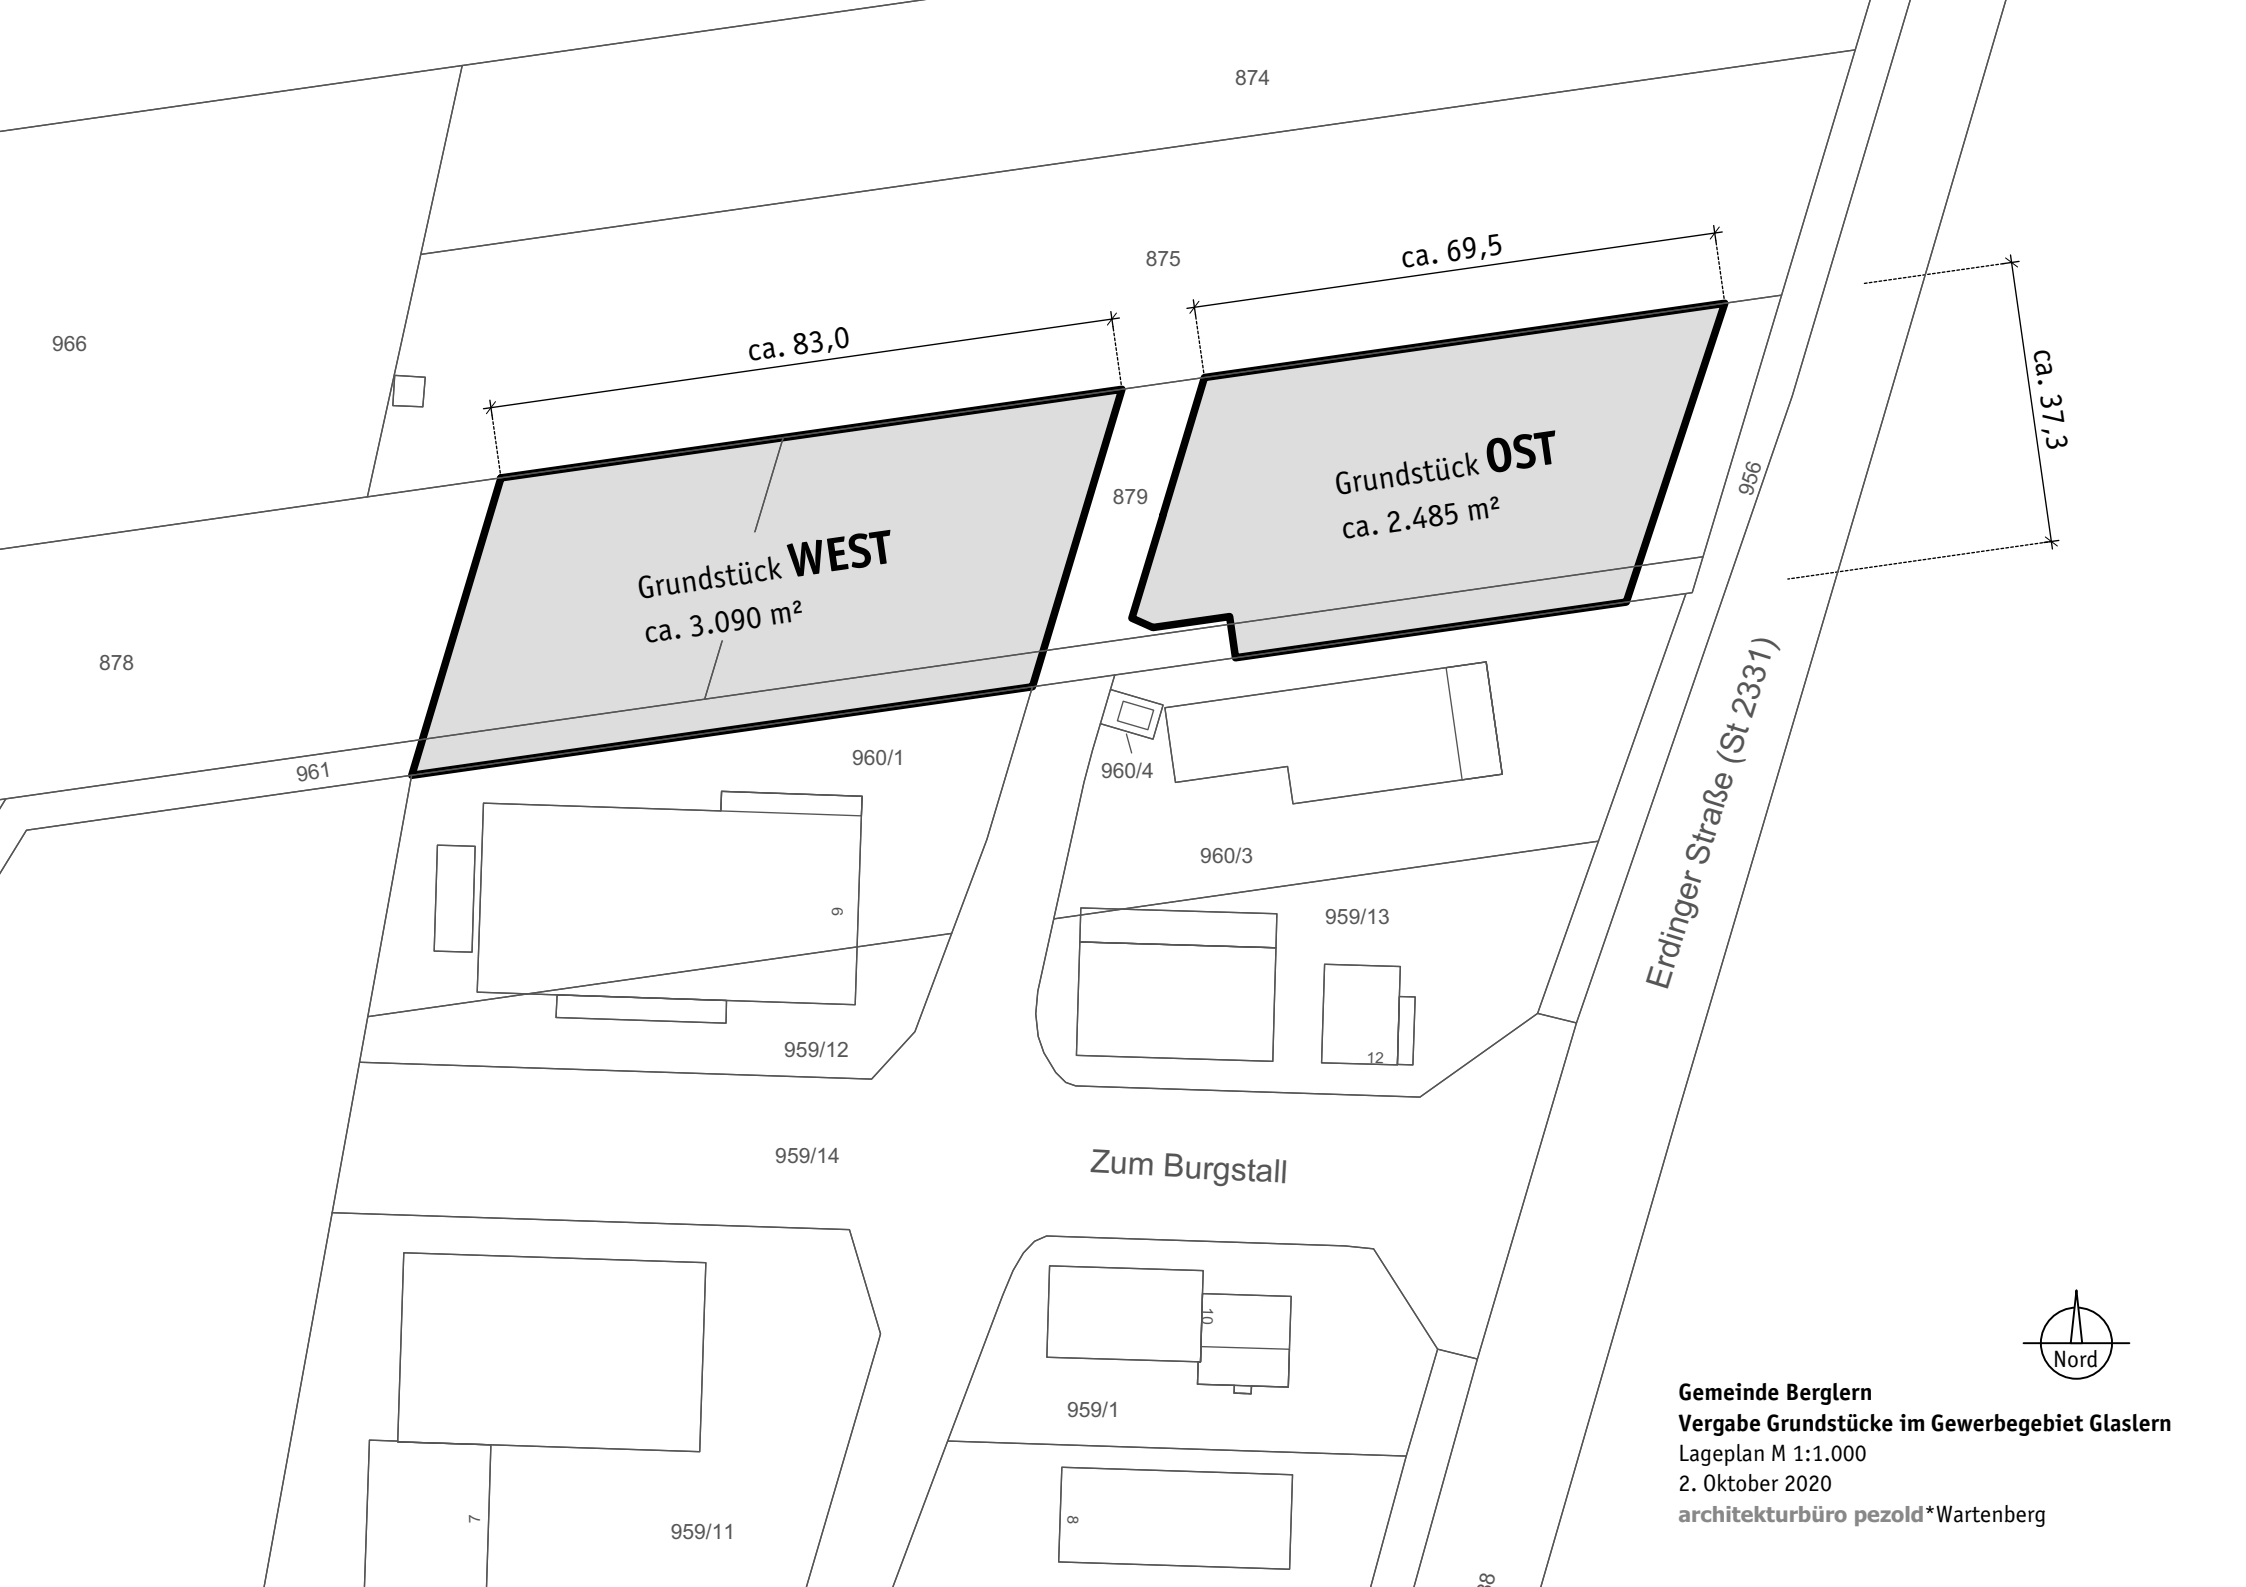 874
875
ca. 69,5
ca. 83,0
966
ca. 37,3
Grundstück OST
ca. 2.485 m²
879
956
Grundstück WEST
ca. 3.090 m²
878
961
960/1
960/4
960/3
9
959/13
Erdinger Straße (St 2331)
959/12
12
959/14
Zum Burgstall
10
959/1
7
959/11
8
Nord
Gemeinde Berglern
Vergabe Grundstücke im Gewerbegebiet Glaslern
Lageplan M 1:1.000
2. Oktober 2020
architekturbüro pezold*Wartenberg